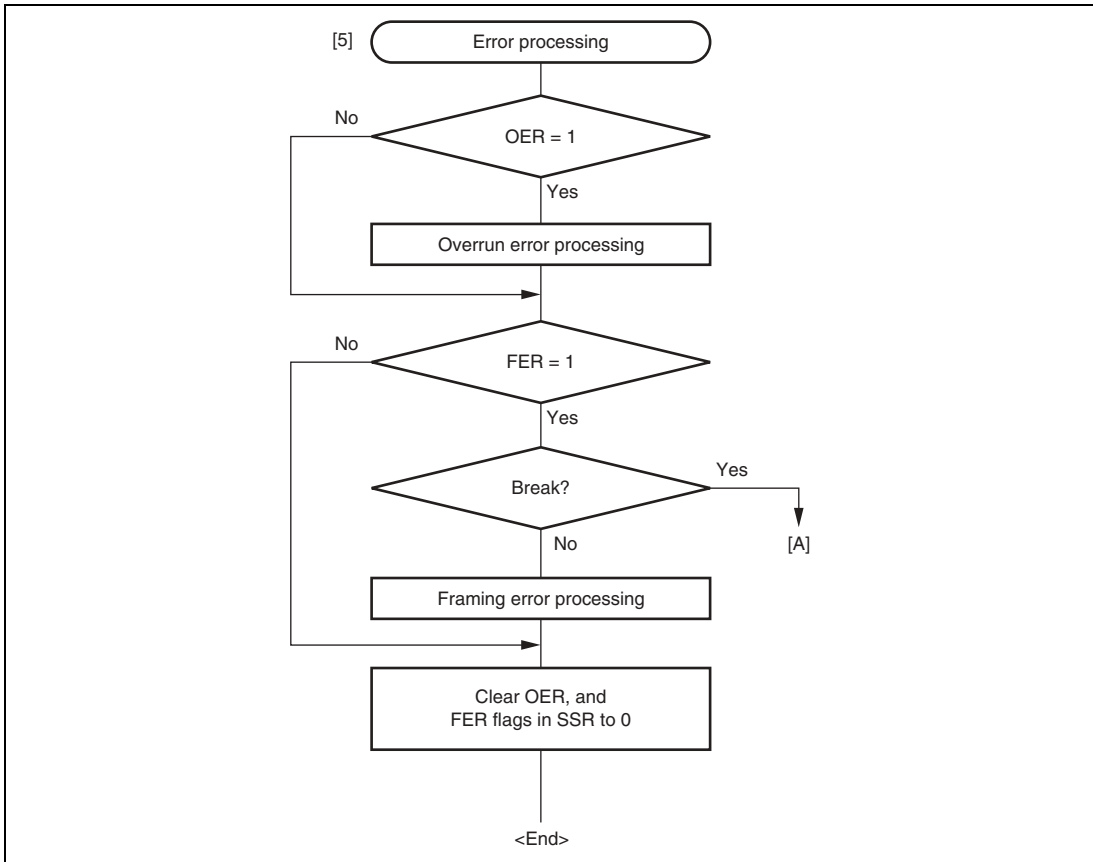 [5]
Error processing
No
OER = 1
Yes
Overrun error processing
No
FER = 1
Yes
Break?
Yes
No
[A]
Framing error processing
Clear OER, and
FER flags in SSR to 0
<End>